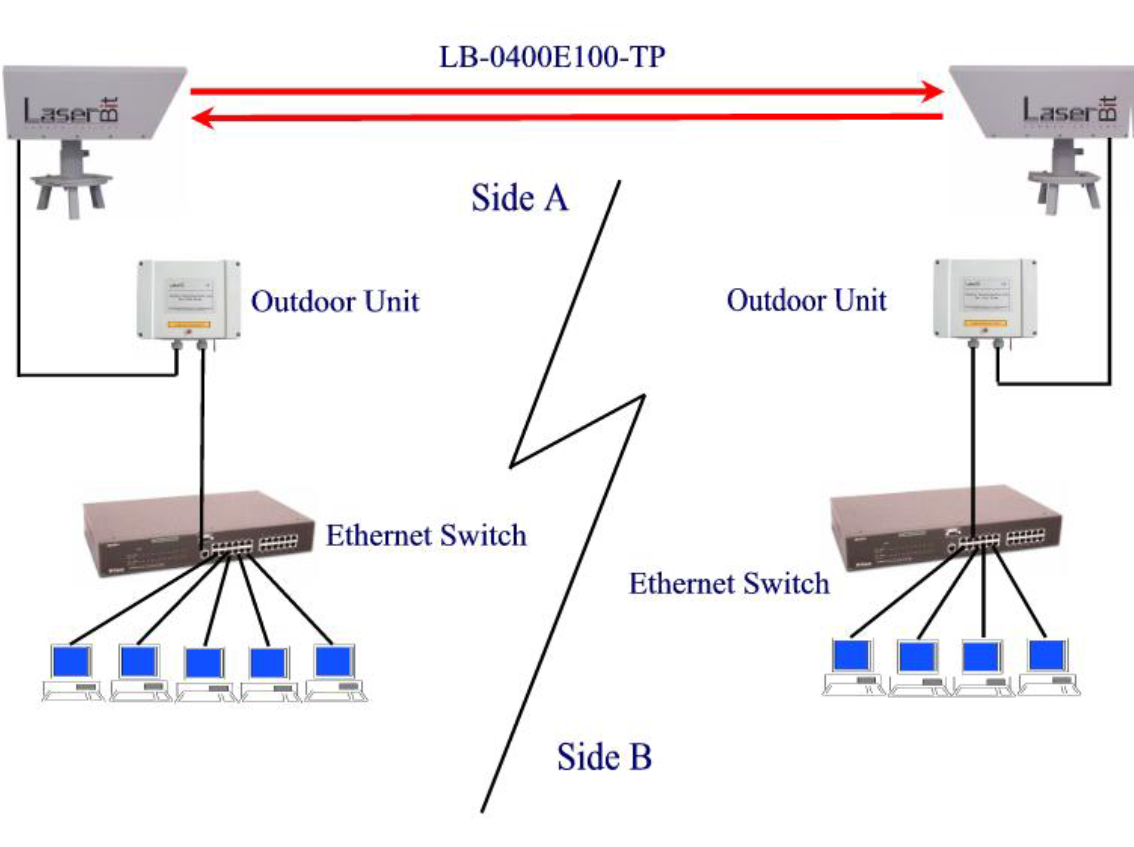 LB-0400E100-TP
LaserBit
LaserBit
Side A
Outdoor Unit
Outdoor Unit
Ethernet Switch
Ethernet Switch
Side B